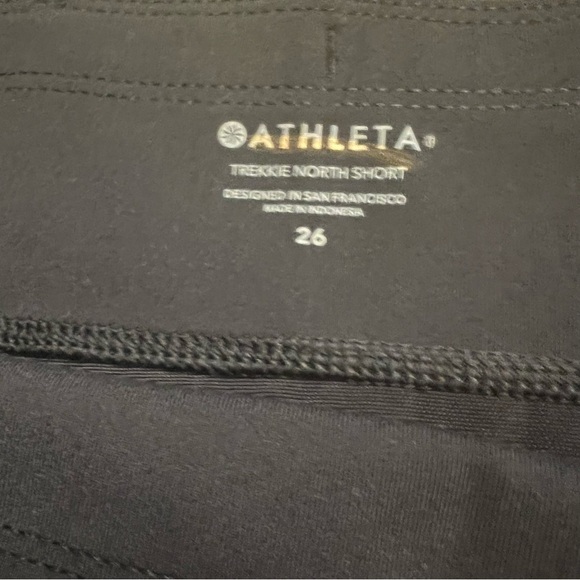 ATHLETA®
TREKKIE NORTH SHORT
DESIGNED IN SAN FRANCISCO
MADE IN INDONESIA
26